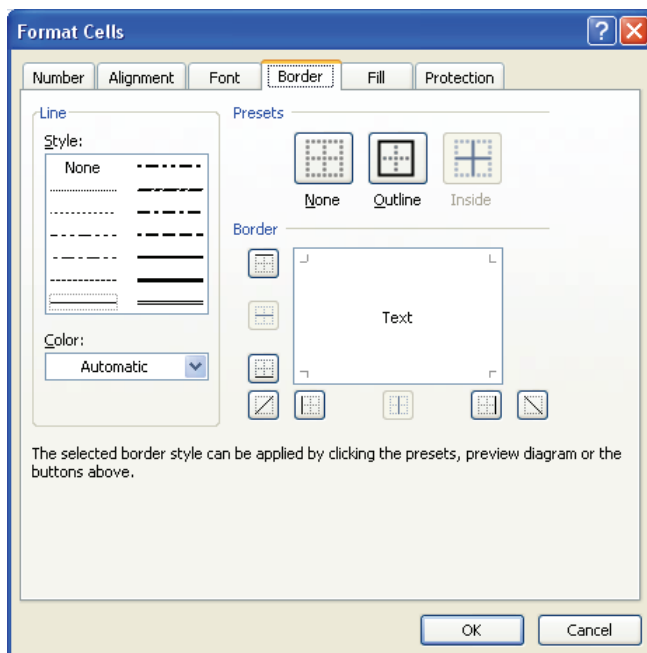 Format Cells
Number Alignment Font Border Fill Protection
Line
Style:
None
Color:
Automatic
Presets
None Outline Inside
Border
Text
The selected border style can be applied by clicking the presets, preview diagram or the
buttons above.
OK Cancel